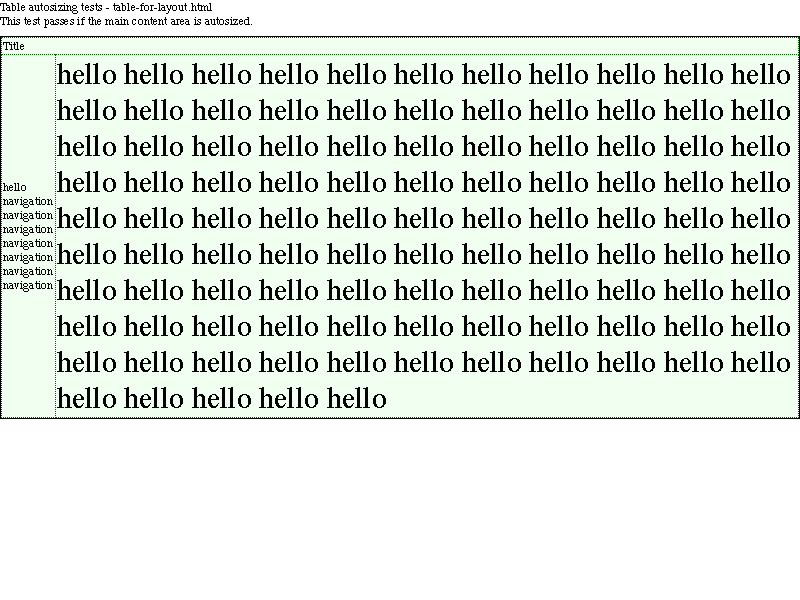 Table autosizing tests - table-for-layout.html
This test passes if the main content area is autosized.
Title
hello
navigation
navigation
navigation
navigation
navigation
navigation
navigation
hello hello hello hello hello hello hello hello hello hello hello
hello hello hello hello hello hello hello hello hello hello hello
hello hello hello hello hello hello hello hello hello hello hello
hello hello hello hello hello hello hello hello hello hello hello
hello hello hello hello hello hello hello hello hello hello hello
hello hello hello hello hello hello hello hello hello hello hello
hello hello hello hello hello hello hello hello hello hello hello
hello hello hello hello hello hello hello hello hello hello hello
hello hello hello hello hello hello hello hello hello hello hello
hello hello hello hello hello